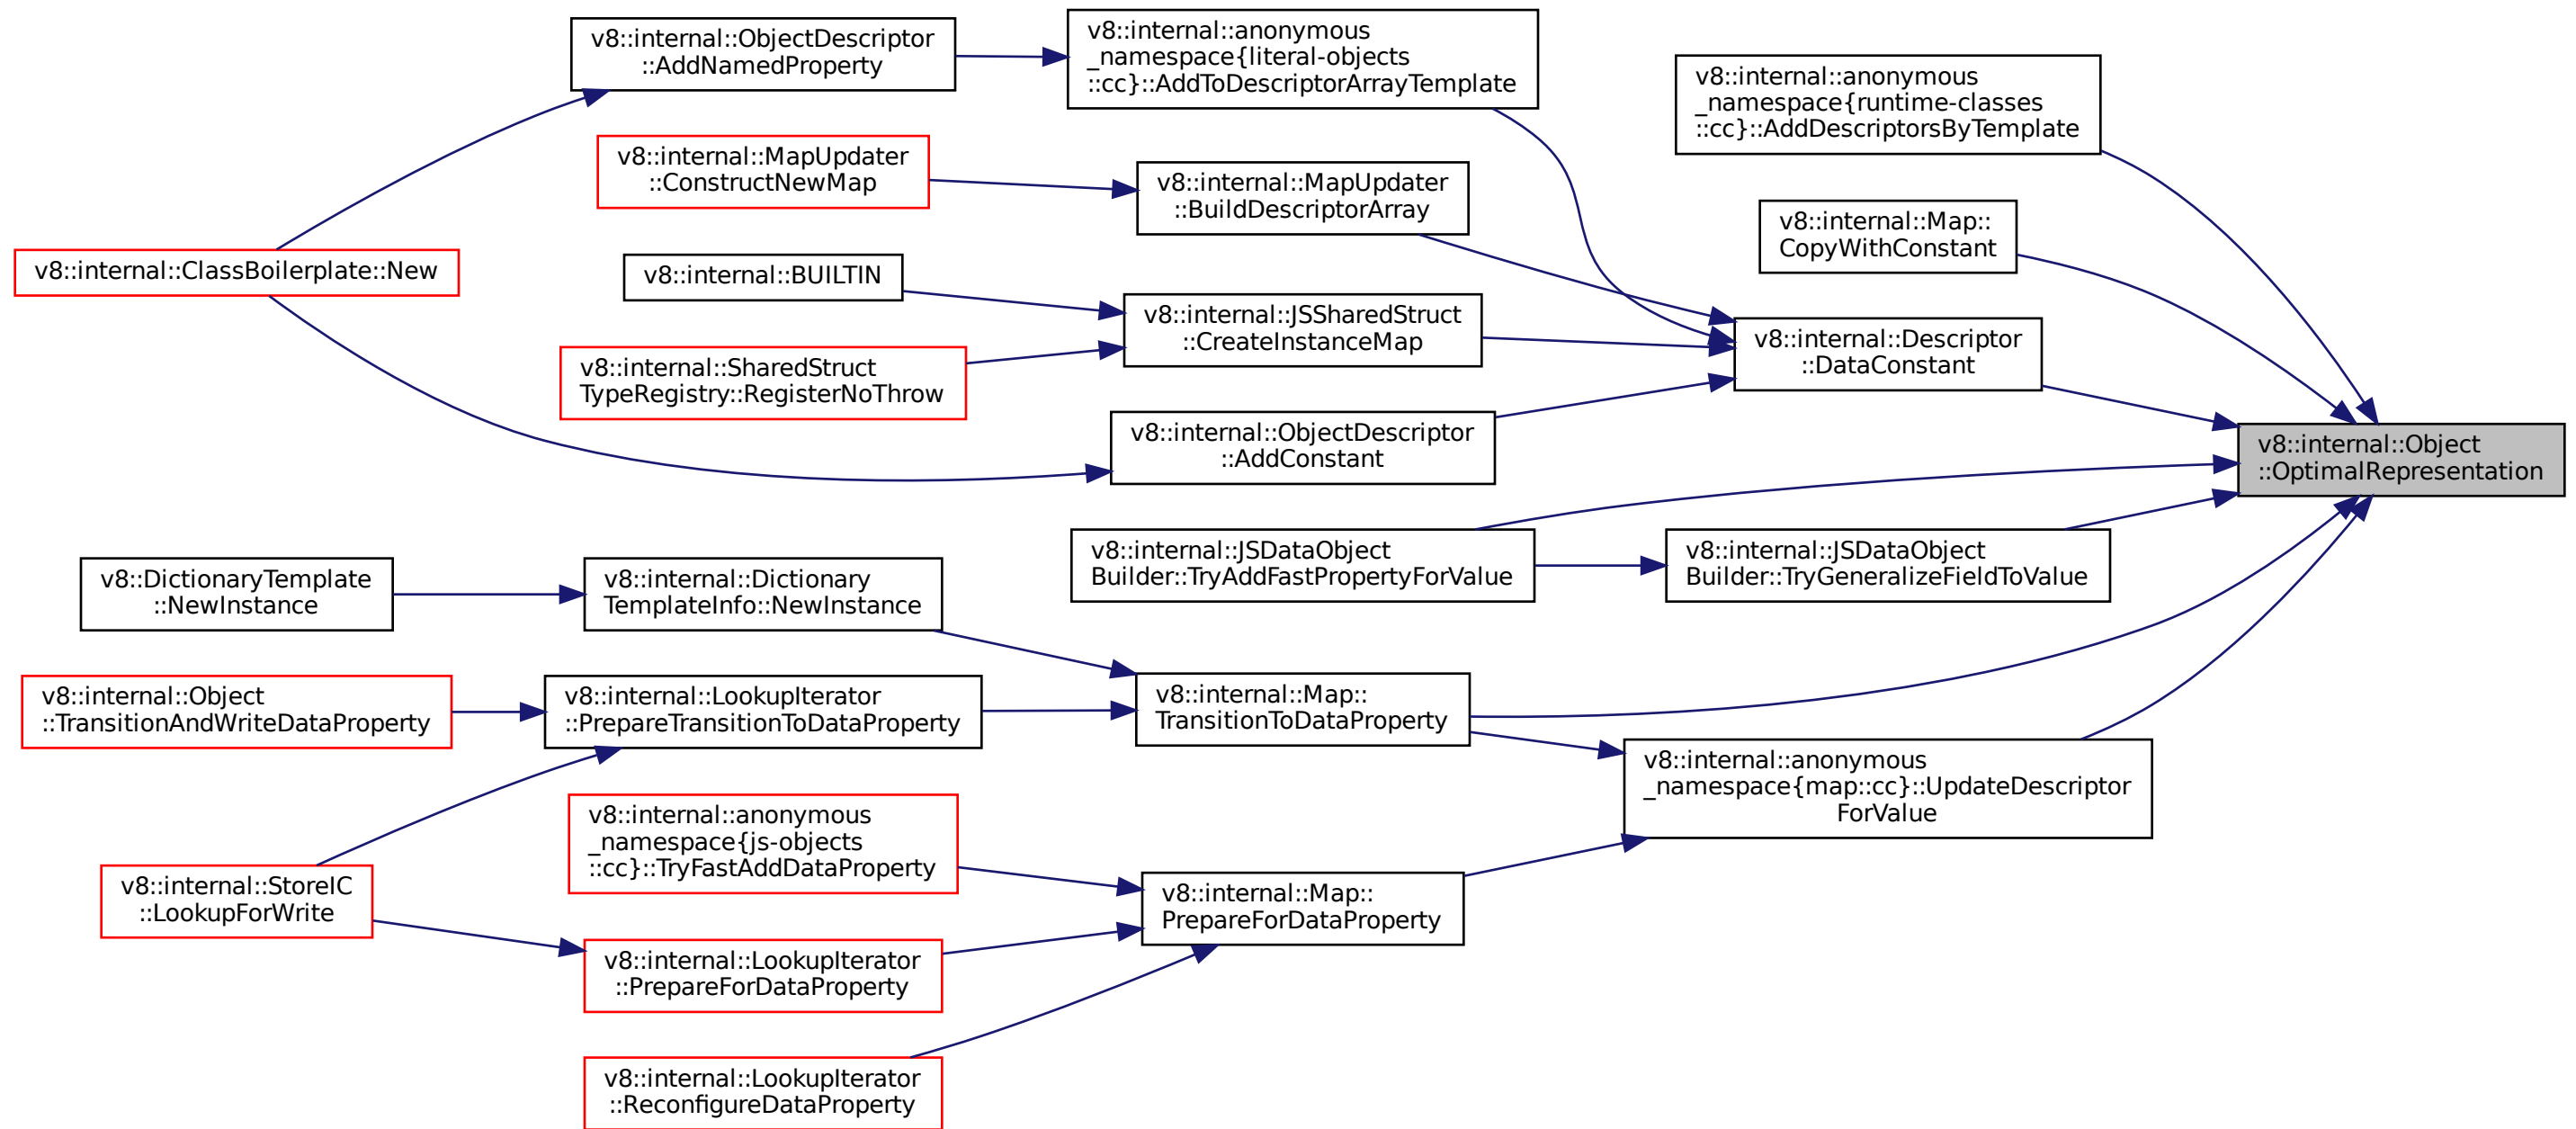 v8::internal::ObjectDescriptor
::AddNamedProperty
v8::internal::anonymous
_namespace{literal-objects
::cc}::AddToDescriptorArrayTemplate
v8::internal::anonymous
_namespace{runtime-classes
::cc}::AddDescriptorsByTemplate
v8::internal::MapUpdater
::ConstructNewMap
v8::internal::MapUpdater
::BuildDescriptorArray
v8::internal::Map::
CopyWithConstant
v8::internal::ClassBoilerplate::New
v8::internal::BUILTIN
v8::internal::JSSharedStruct
::CreateInstanceMap
v8::internal::Descriptor
::DataConstant
v8::internal::SharedStruct
TypeRegistry::RegisterNoThrow
v8::internal::ObjectDescriptor
::AddConstant
v8::internal::Object
::OptimalRepresentation
v8::internal::JSDataObject
Builder::TryAddFastPropertyForValue
v8::internal::JSDataObject
Builder::TryGeneralizeFieldToValue
v8::DictionaryTemplate
::NewInstance
v8::internal::Dictionary
TemplateInfo::NewInstance
v8::internal::Object
::TransitionAndWriteDataProperty
v8::internal::LookupIterator
::PrepareTransitionToDataProperty
v8::internal::Map::
TransitionToDataProperty
v8::internal::anonymous
_namespace{map::cc}::UpdateDescriptor
ForValue
v8::internal::anonymous
_namespace{js-objects
::cc}::TryFastAddDataProperty
v8::internal::StoreIC
::LookupForWrite
v8::internal::Map::
PrepareForDataProperty
v8::internal::LookupIterator
::PrepareForDataProperty
v8::internal::LookupIterator
::ReconfigureDataProperty